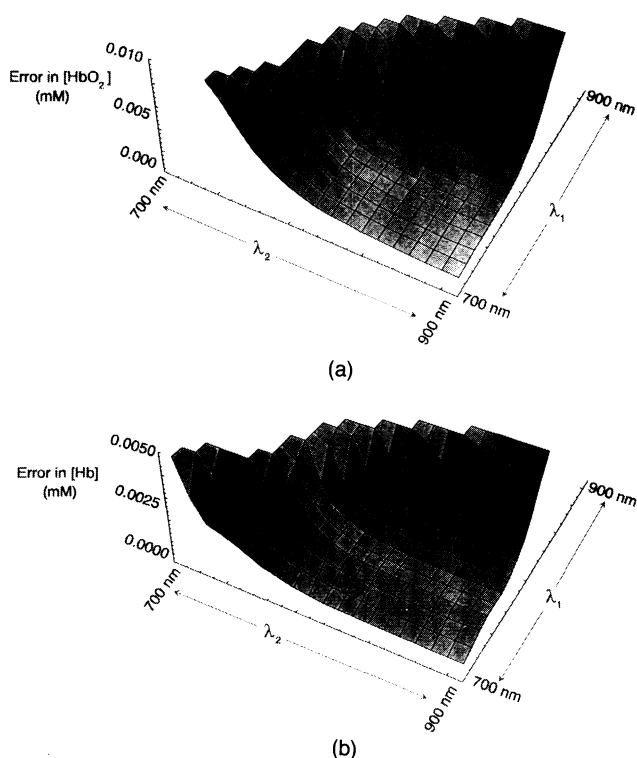 (a)
0.010
Error in [HbO₂]
(mM)
0.005
0.000
700 nm
λ₂
900 nm
700 nm
λ₁
900 nm
(a)
0.0050
Error in [Hb]
(mM)
0.0025
0.0000
700 nm
λ₂
900 nm
700 nm
λ₁
900 nm
(b)